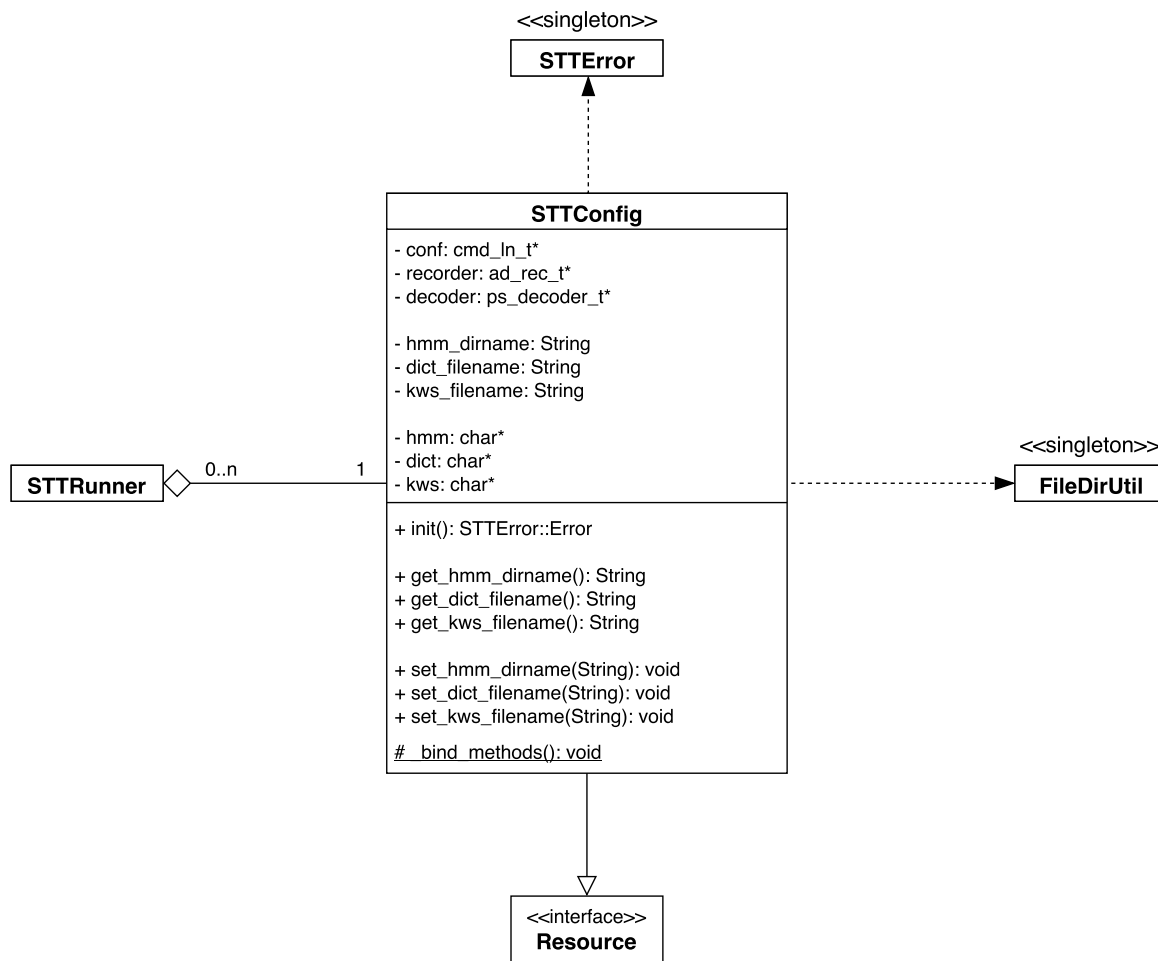 <<singleton>>
STTError
STTConfig
- conf: cmd_ln_t*
- recorder: ad_rec_t*
- decoder: ps_decoder_t*
- hmm_dirname: String
- dict_filename: String
- kws_filename: String
- hmm: char*
- dict: char*
- kws: char*
STTRunner
0..n
1
<<singleton>>
FileDirUtil
+ init(): STTError::Error
+ get_hmm_dirname(): String
+ get_dict_filename(): String
+ get_kws_filename(): String
+ set_hmm_dirname(String): void
+ set_dict_filename(String): void
+ set_kws_filename(String): void
# _bind_methods(): void
<<interface>>
Resource